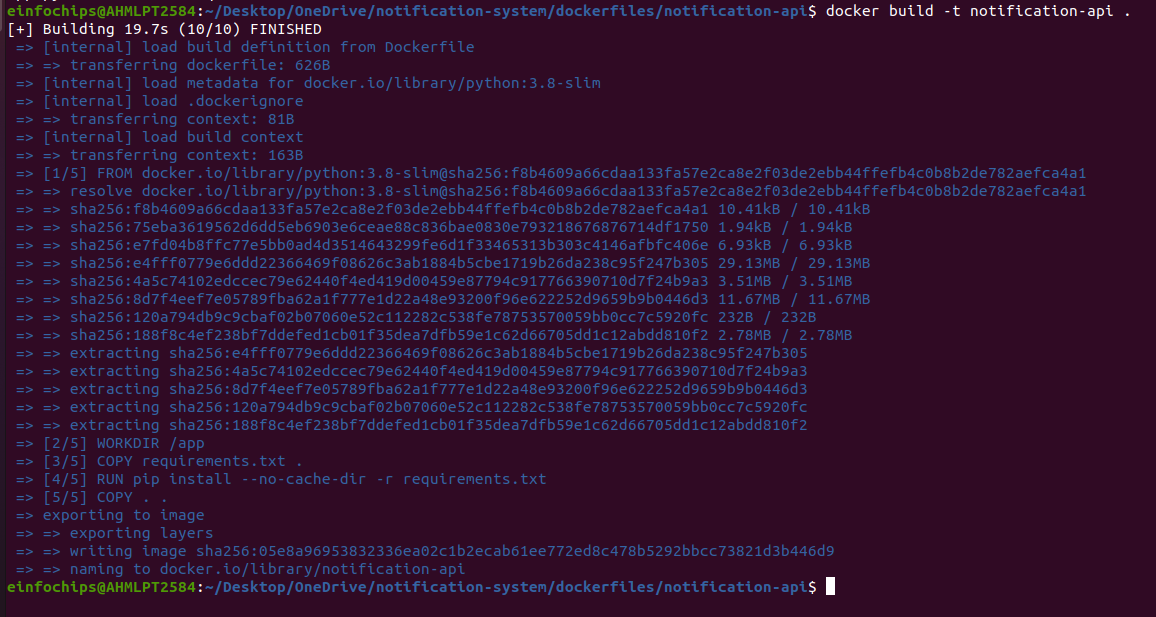 einfochips@AHMLPT2584:~/Desktop/OneDrive/notification-system/dockerfiles/notification-api$ docker build -t notification-api .
[+] Building 19.7s (10/10) FINISHED
=> [internal] load build definition from Dockerfile
=> => transferring dockerfile: 626B
=> [internal] load metadata for docker.io/library/python:3.8-slim
=> [internal] load .dockerignore
=> => transferring context: 81B
=> [internal] load build context
=> => transferring context: 163B
=> [1/5] FROM docker.io/library/python:3.8-slim@sha256:f8b4609a66cdaa133fa57e2ca8e2f03de2ebb44ffefb4c0b8b2de782aefca4a1
=> => resolve docker.io/library/python:3.8-slim@sha256:f8b4609a66cdaa133fa57e2ca8e2f03de2ebb44ffefb4c0b8b2de782aefca4a1
=> => sha256:f8b4609a66cdaa133fa57e2ca8e2f03de2ebb44ffefb4c0b8b2de782aefca4a1 10.41kB / 10.41kB
=> => sha256:75eba3619562d6dd5eb6903e6ceae88c836bae0830e793218676876714df1750 1.94kB / 1.94kB
=> => sha256:e7fd04b8ffc77e5bb0ad4d3514643299fe6d1f33465313b303c4146afbfc406e 6.93kB / 6.93kB
=> => sha256:e4fff0779e6ddd22366469f08626c3ab1884b5cbe1719b26da238c95f247b305 29.13MB / 29.13MB
=> => sha256:4a5c74102edccec79e62440f4ed419d00459e87794c917766390710d7f24b9a3 3.51MB / 3.51MB
=> => sha256:8d7f4eef7e05789fba62a1f777e1d22a48e93200f96e622252d9659b9b0446d3 11.67MB / 11.67MB
=> => sha256:120a794db9c9cbaf02b07060e52c112282c538fe78753570059bb0cc7c5920fc 232B / 232B
=> => sha256:188f8c4ef238bf7ddefed1cb01f35dea7dfb59e1c62d66705dd1c12abdd810f2 2.78MB / 2.78MB
=> => extracting sha256:e4fff0779e6ddd22366469f08626c3ab1884b5cbe1719b26da238c95f247b305
=> => extracting sha256:4a5c74102edccec79e62440f4ed419d00459e87794c917766390710d7f24b9a3
=> => extracting sha256:8d7f4eef7e05789fba62a1f777e1d22a48e93200f96e622252d9659b9b0446d3
=> => extracting sha256:120a794db9c9cbaf02b07060e52c112282c538fe78753570059bb0cc7c5920fc
=> => extracting sha256:188f8c4ef238bf7ddefed1cb01f35dea7dfb59e1c62d66705dd1c12abdd810f2
=> [2/5] WORKDIR /app
=> [3/5] COPY requirements.txt .
=> [4/5] RUN pip install --no-cache-dir -r requirements.txt
=> [5/5] COPY . .
=> exporting to image
=> => exporting layers
=> => writing image sha256:05e8a96953832336ea02c1b2ecab61ee772ed8c478b5292bbcc73821d3b446d9
=> => naming to docker.io/library/notification-api
einfochips@AHMLPT2584:~/Desktop/OneDrive/notification-system/dockerfiles/notification-api$